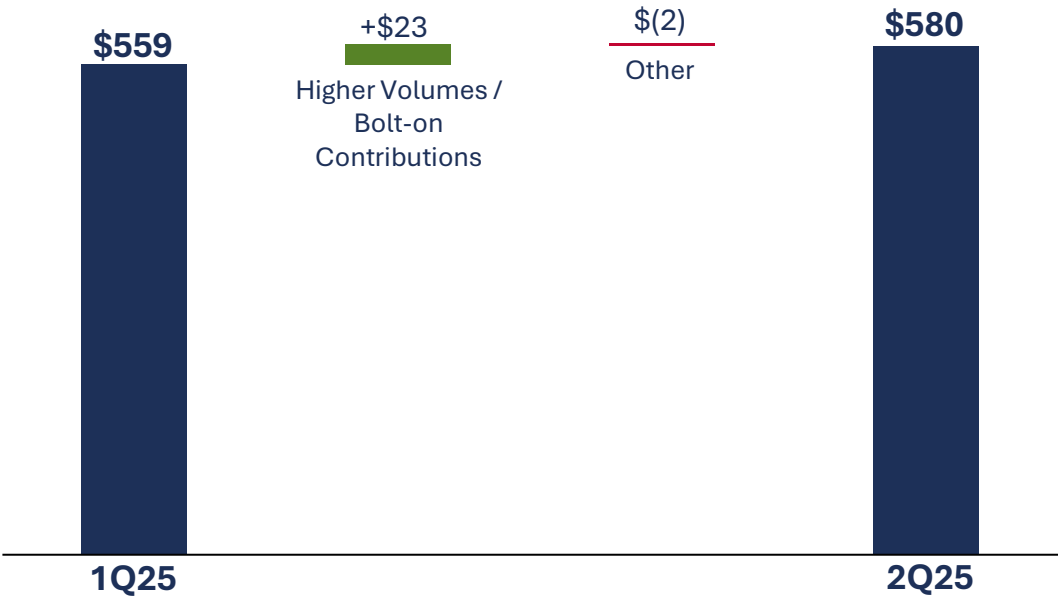 $559
+$23
Higher Volumes /
Bolt-on
Contributions
$(2)
Other
$580
1Q25
2Q25